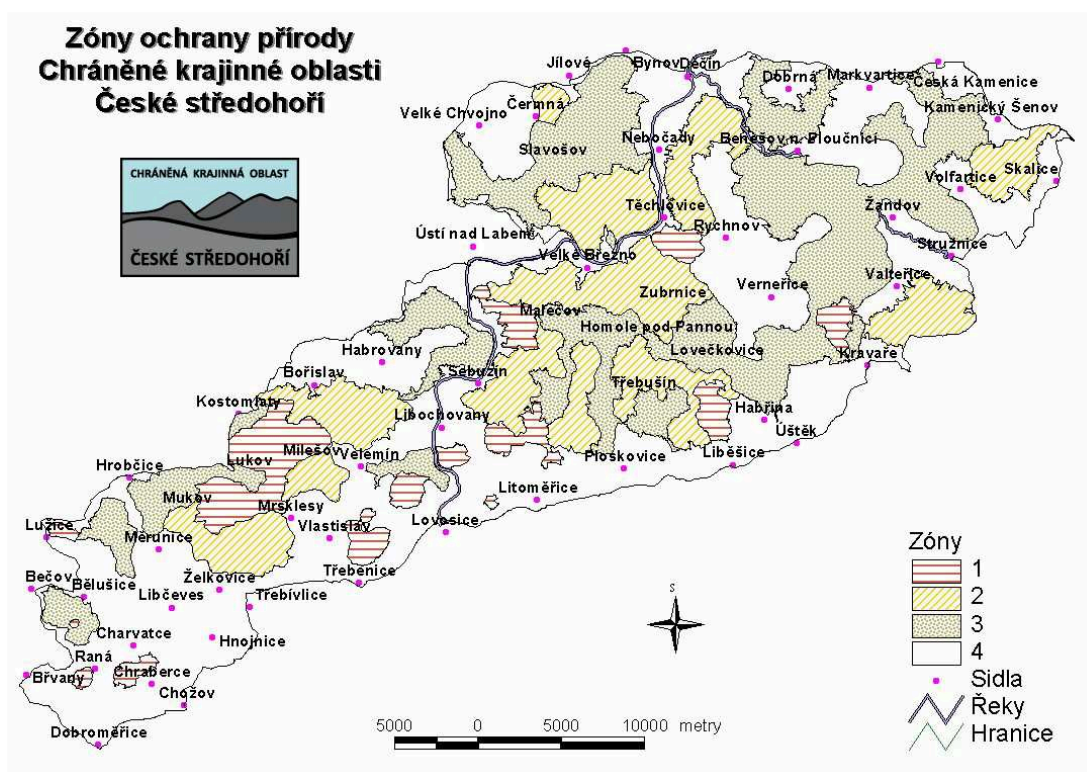 Zóny ochrany přírody
Chráněné krajinné oblasti
České středohoří
CHRÁNĚNÁ KRAJINNÁ OBLAST
ČESKÉ STŘEDOHOŘÍ
Jílové
Bynov
Děčín
Dobrná
Markvartice
Česká Kamenice
Kamenický Šenov
Velké Chvojno
Čermná
Slavošov
Nebočady
Benešov n. Ploučnicí
Volfartice
Skalice
Těchlovice
Rychnov
Žandov
Stružnice
Ústí nad Labem
Velké Březno
Zubrnice
Verneřice
Valteřice
Malečov
Homole pod Pannou
Lovečkovice
Kravaře
Habrovany
Bořislav
Sebuzín
Třebušín
Kostomlaty
Libochovany
Habřina
Úštěk
Lukov
Milešov
Velemín
Ploskovice
Liběšice
Hrobčice
Mukov
Mrsklesy
Litoměřice
Lužice
Měrunice
Vlastislav
Lovosice
Bečov
Bělušice
Želkovice
Třebenice
Libčeves
Třebívlice
Charvatce
Hnojnice
Raná
Břvany
Chraberce
Chožov
Dobroměřice
S
5000 0 5000 10000 metry
Zóny
1
2
3
4
Sidla
Řeky
Hranice